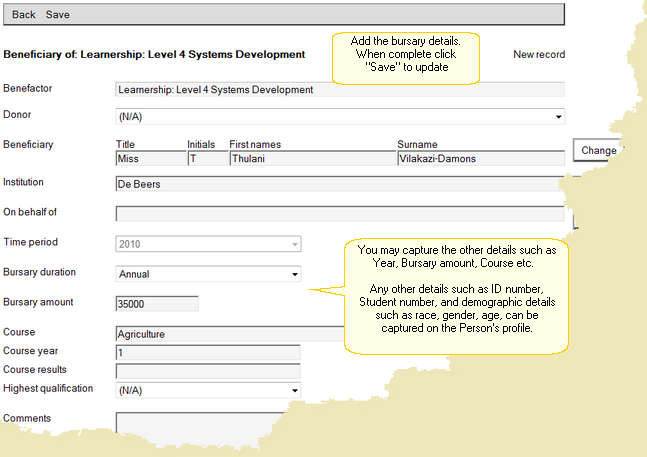 Back Save
Add the bursary details.
When complete click
"Save" to update
Beneficiary of: Learnership: Level 4 Systems Development
New record
Benefactor Learnership: Level 4 Systems Development
Donor (N/A)
Title Initials First names Surname
Beneficiary Miss T Thulani Vilakazi-Damons Change
Institution De Beers
On behalf of
Time period 2010
Bursary duration Annual
Bursary amount 35000
You may capture the other details such as
Year, Bursary amount, Course etc.
Any other details such as ID number,
Student number, and demographic details
such as race, gender, age, can be
captured on the Person's profile.
Course Agriculture
Course year 1
Course results
Highest qualification (N/A)
Comments